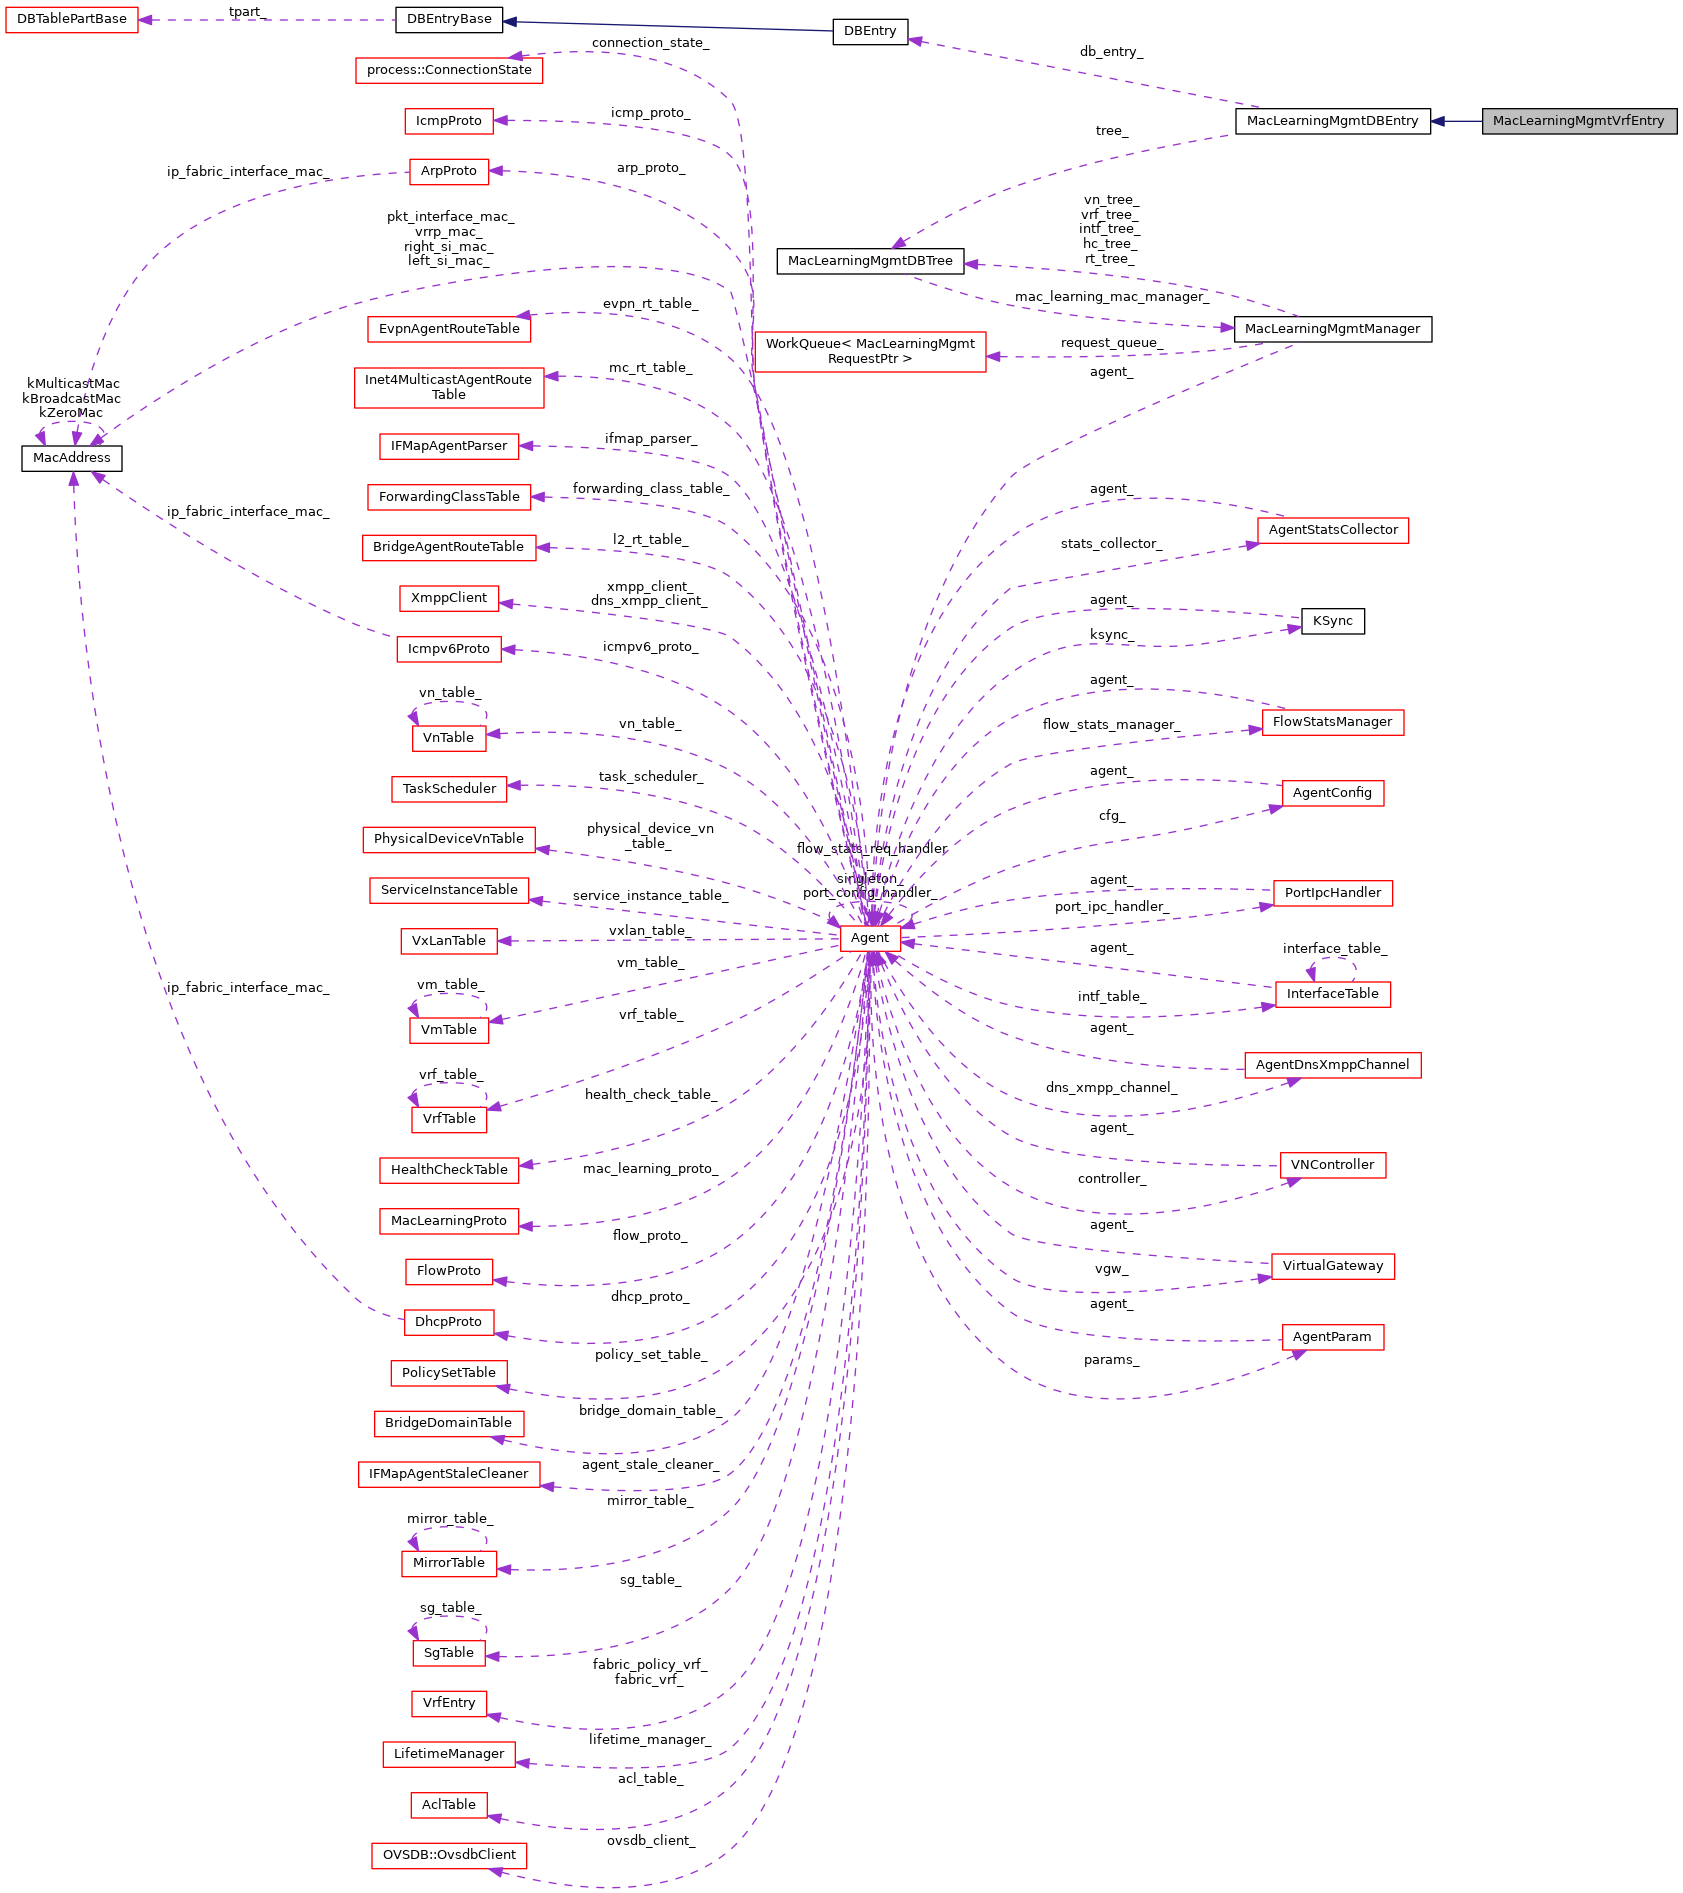 DBTablePartBase
tpart_
DBEntryBase
DBEntry
connection_state_
process::ConnectionState
db_entry_
MacLearningMgmtDBEntry
MacLearningMgmtVrfEntry
icmp_proto_
IcmpProto
tree_
ip_fabric_interface_mac_
ArpProto
arp_proto_
vn_tree_
vrf_tree_
intf_tree_
hc_tree_
rt_tree_
pkt_interface_mac_
vrrp_mac_
right_si_mac_
left_si_mac_
MacLearningMgmtDBTree
mac_learning_mac_manager_
MacLearningMgmtManager
evpn_rt_table_
EvpnAgentRouteTable
WorkQueue< MacLearningMgmt
RequestPtr >
request_queue_
agent_
mc_rt_table_
Inet4MulticastAgentRoute
Table
kMulticastMac
kBroadcastMac
kZeroMac
MacAddress
ifmap_parser_
IFMapAgentParser
forwarding_class_table_
ForwardingClassTable
agent_
AgentStatsCollector
stats_collector_
ip_fabric_interface_mac_
l2_rt_table_
BridgeAgentRouteTable
xmpp_client_
dns_xmpp_client_
XmppClient
agent_
KSync
ksync_
icmpv6_proto_
Icmpv6Proto
agent_
vn_table_
VnTable
vn_table_
flow_stats_manager_
FlowStatsManager
task_scheduler_
TaskScheduler
agent_
AgentConfig
cfg_
physical_device_vn
_table_
PhysicalDeviceVnTable
flow_stats_req_handler
_
singleton_
port_config_handler_
service_instance_table_
ServiceInstanceTable
agent_
PortIpcHandler
port_ipc_handler_
Agent
vxlan_table_
VxLanTable
agent_
interface_table_
InterfaceTable
intf_table_
vm_table_
vm_table_
VmTable
ip_fabric_interface_mac_
vrf_table_
agent_
AgentDnsXmppChannel
dns_xmpp_channel_
vrf_table_
VrfTable
health_check_table_
HealthCheckTable
agent_
VNController
controller_
mac_learning_proto_
MacLearningProto
flow_proto_
FlowProto
agent_
VirtualGateway
vgw_
dhcp_proto_
DhcpProto
agent_
AgentParam
params_
policy_set_table_
PolicySetTable
bridge_domain_table_
BridgeDomainTable
agent_stale_cleaner_
IFMapAgentStaleCleaner
mirror_table_
mirror_table_
MirrorTable
sg_table_
sg_table_
SgTable
fabric_policy_vrf_
fabric_vrf_
VrfEntry
lifetime_manager_
LifetimeManager
acl_table_
AclTable
ovsdb_client_
OVSDB::OvsdbClient